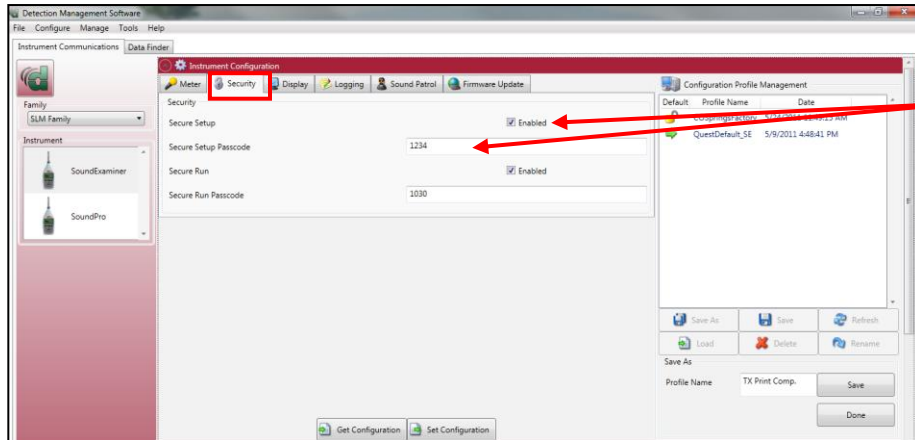 Detection Management Software
File Configure Manage Tools Help
Instrument Communications Data Finder
Instrument Configuration
Meter Security Display Logging Sound Patrol Firmware Update
Configuration Profile Management
Family
SLM Family
Instrument
SoundExaminer
SoundPro
Security
Secure Setup Enabled
Secure Setup Passcode 1234
Secure Run Enabled
Secure Run Passcode 1030
Default Profile Name Date
QuestDefault_SE 5/9/2011 4:48:41 PM
Save As Save Refresh
Load Delete Rename
Save As
Profile Name TX Print Comp. Save
Done
Get Configuration Set Configuration